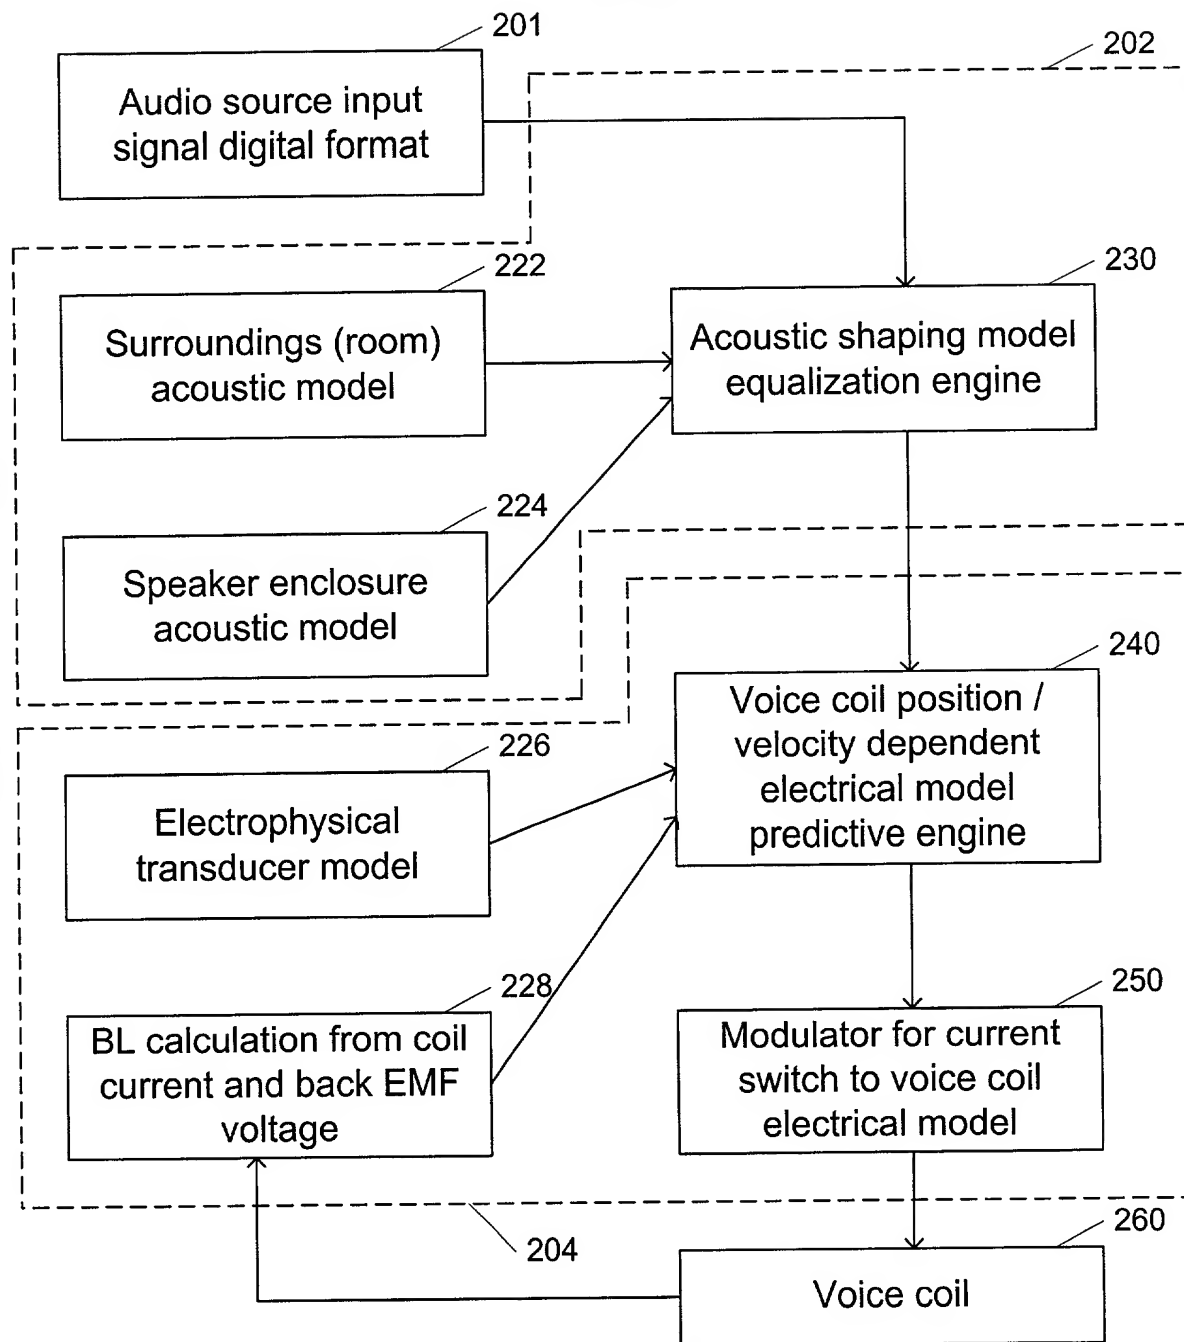 201
202
Audio source input
signal digital format
222
230
Surroundings (room)
acoustic model
Acoustic shaping model
equalization engine
224
Speaker enclosure
acoustic model
240
Voice coil position /
velocity dependent
electrical model
predictive engine
226
Electrophysical
transducer model
228
250
BL calculation from coil
current and back EMF
voltage
Modulator for current
switch to voice coil
electrical model
204
260
Voice coil